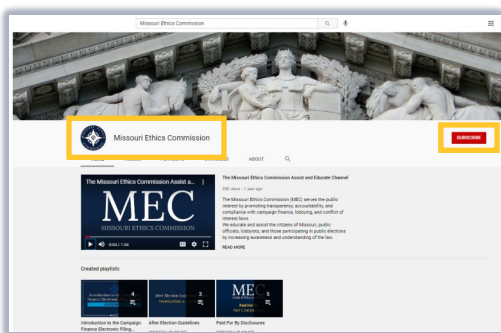 Missouri Ethics Commission
Missouri Ethics Commission
SUBSCRIBE
HOME
ABOUT
The Missouri Ethics Commission Assist a...
MEC
MISSOURI ETHICS COMMISSION
0:04 / 1:54
The Missouri Ethics Commission Assist and Educate Channel
The Missouri Ethics Commission (MEC) serves the public
interest by promoting transparency, accountability, and
compliance with campaign finance, lobbying, and conflict of
interest laws.
We educate and assist the citizens of Missouri, public
officials, lobbyists, and those participating in public elections
by increasing awareness and understanding of the law.
READ MORE
Created playlists
4
3
MEC
5
Introduction to the Campaign
Finance Electronic Filing...
After Election Guidelines
Paid For By Disclosures